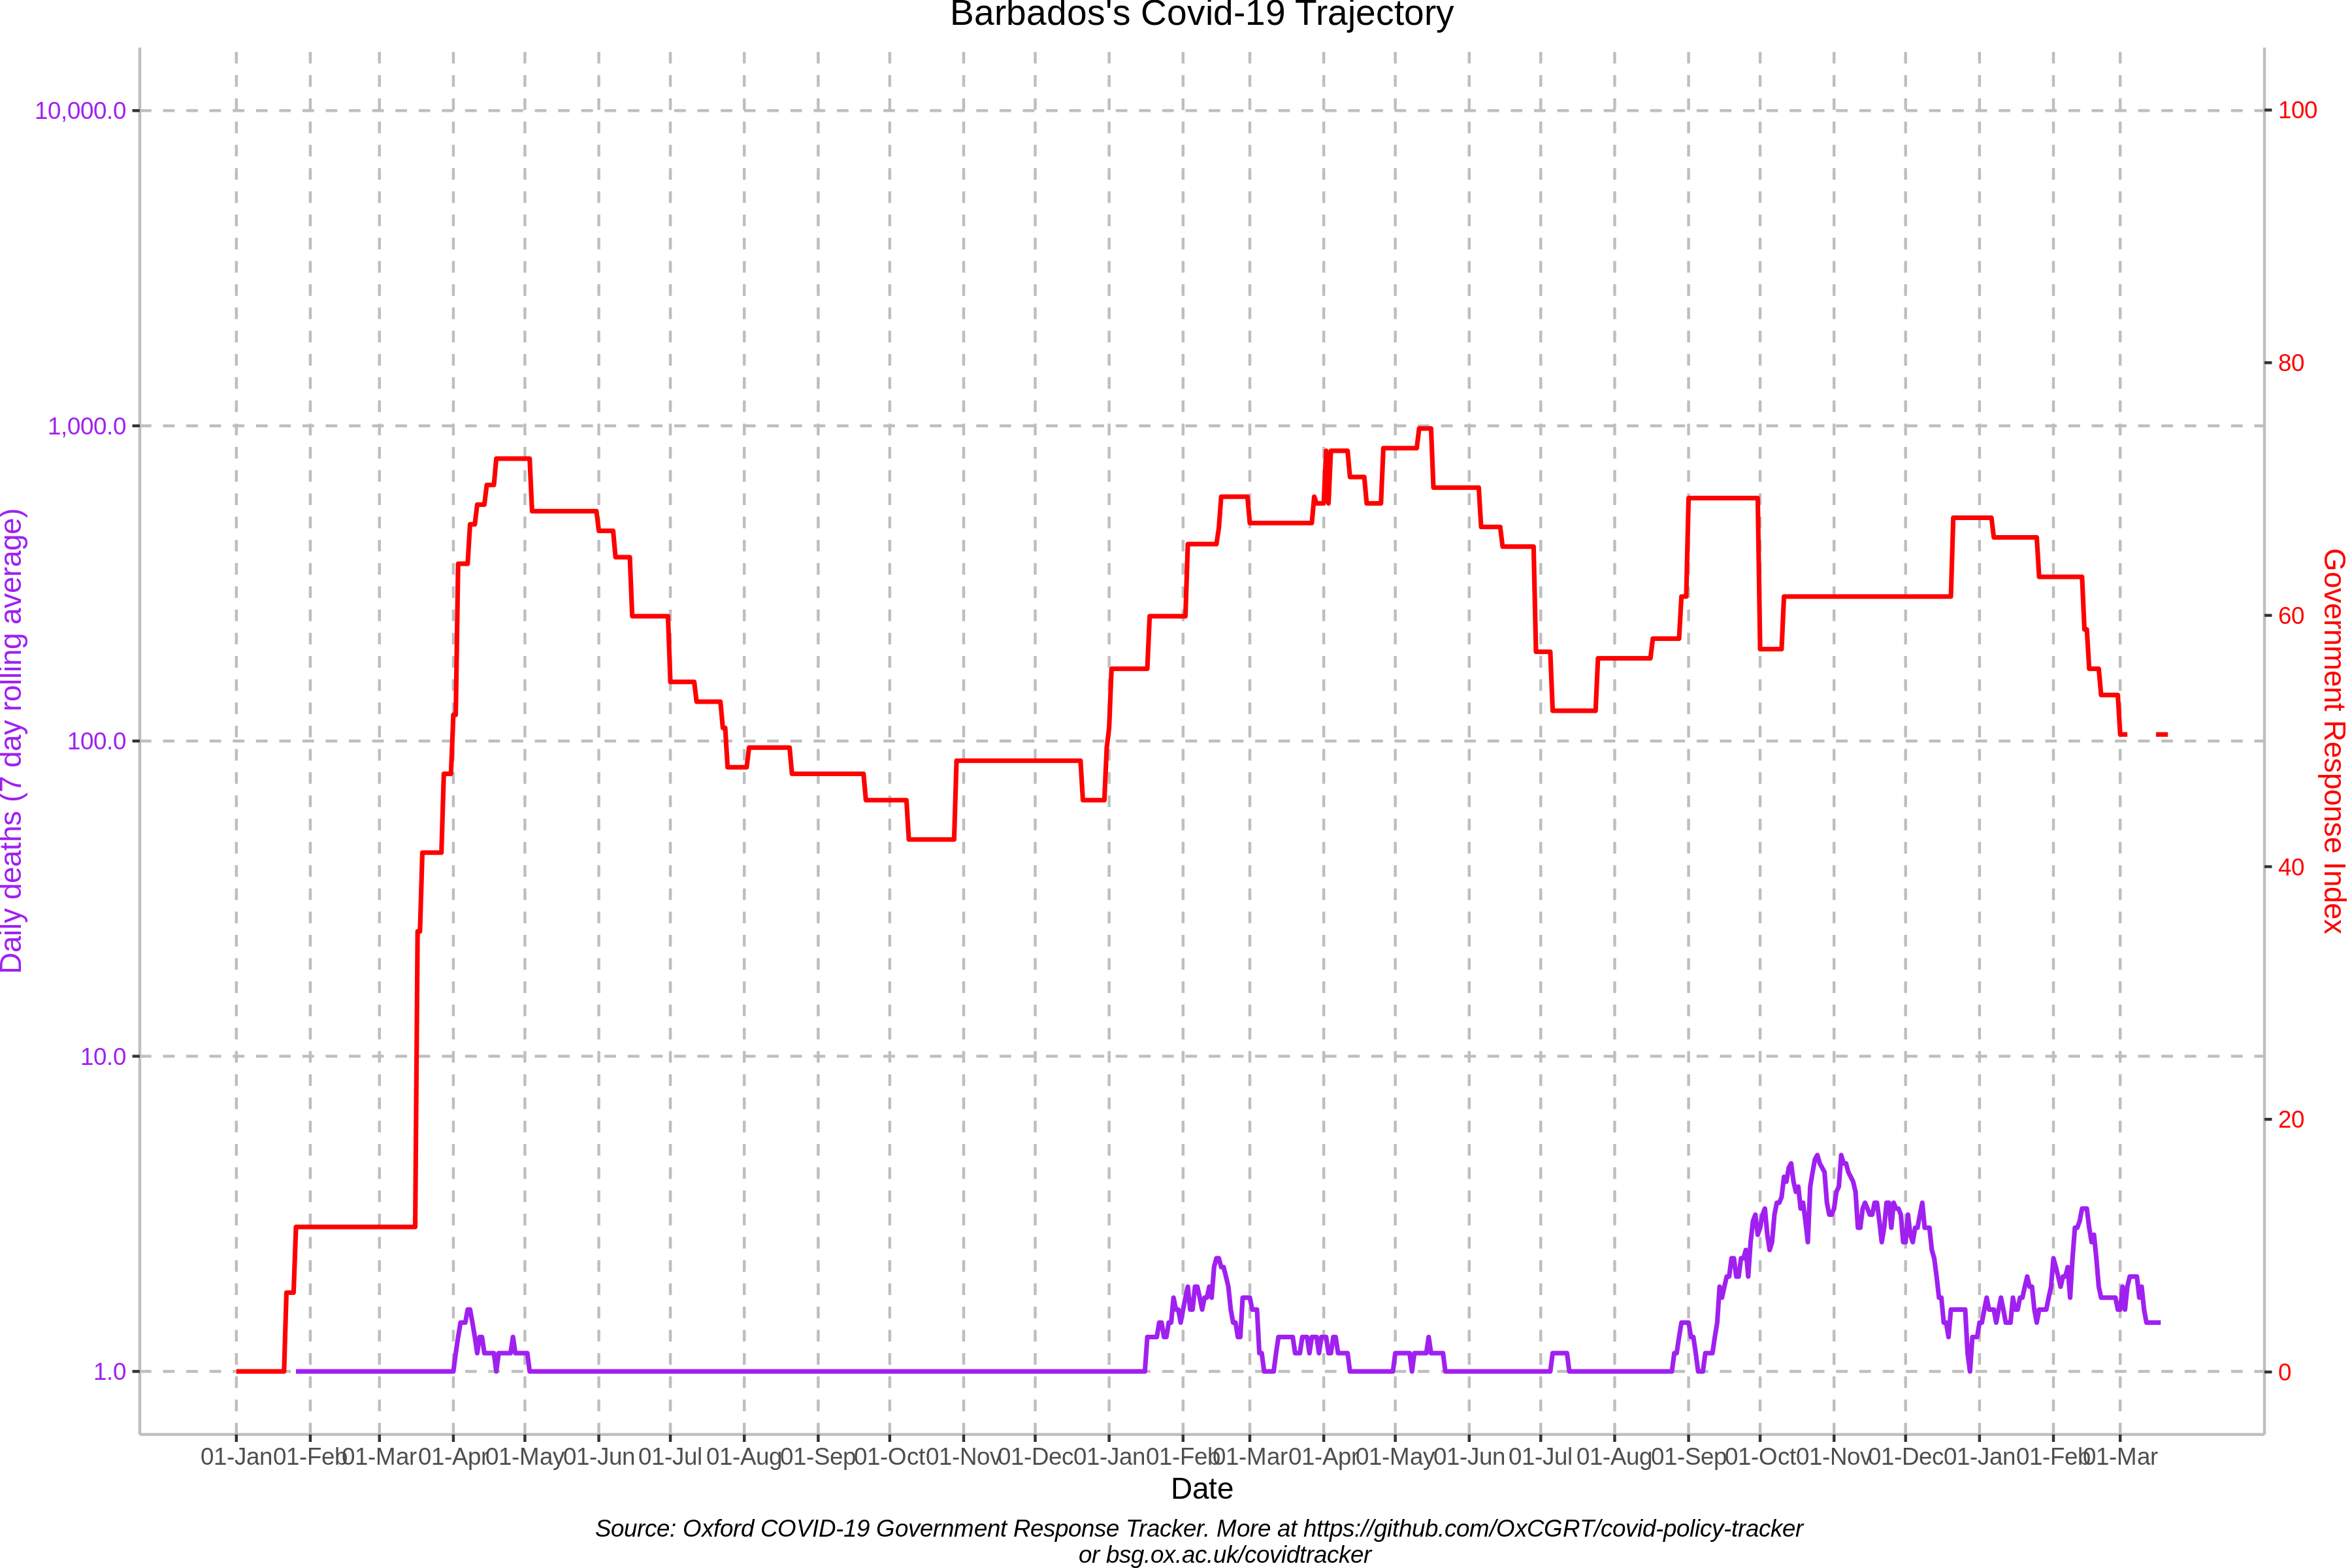 Barbados's Covid-19 Trajectory
Daily deaths (7 day rolling average)
10,000.0
1,000.0
100.0
10.0
1.0
Government Response Index
100
80
60
40
20
0
01-Jan 01-Feb 01-Mar 01-Apr 01-May 01-Jun 01-Jul 01-Aug 01-Sep 01-Oct 01-Nov 01-Dec 01-Jan 01-Feb 01-Mar 01-Apr 01-May 01-Jun 01-Jul 01-Aug 01-Sep 01-Oct 01-Nov 01-Dec 01-Jan 01-Feb 01-Mar
Date
Source: Oxford COVID-19 Government Response Tracker. More at https://github.com/OxCGRT/covid-policy-tracker
or bsg.ox.ac.uk/covidtracker